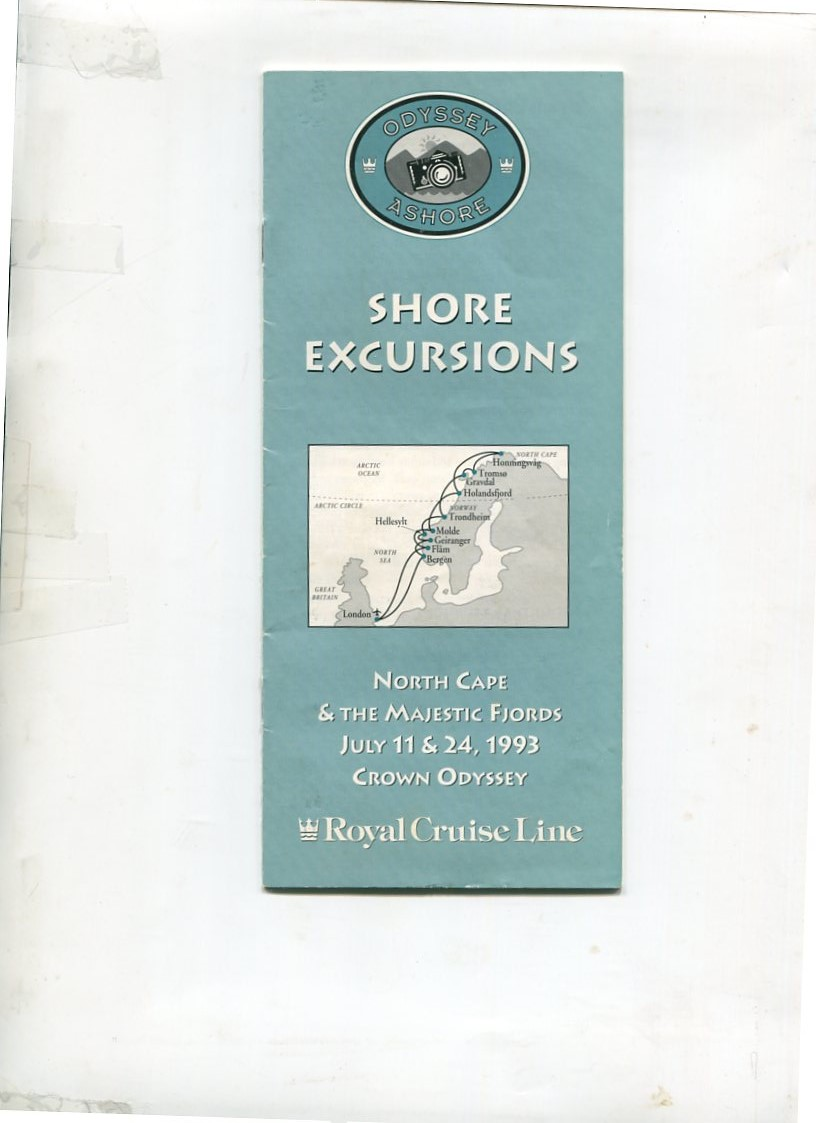 ODYSSEY
ASHORE
SHORE
EXCURSIONS
ARCTIC
OCEAN
NORTH CAPE
Honningsvåg
Tromsø
Gravdal
Holandsfjord
ARCTIC CIRCLE
NORWAY
Trondheim
Hellesylt
Molde
Geiranger
Flåm
Bergen
NORTH
SEA
GREAT
BRITAIN
London
NORTH CAPE
& THE MAJESTIC FJORDS
JULY 11 & 24, 1993
CROWN ODYSSEY
Royal Cruise Line